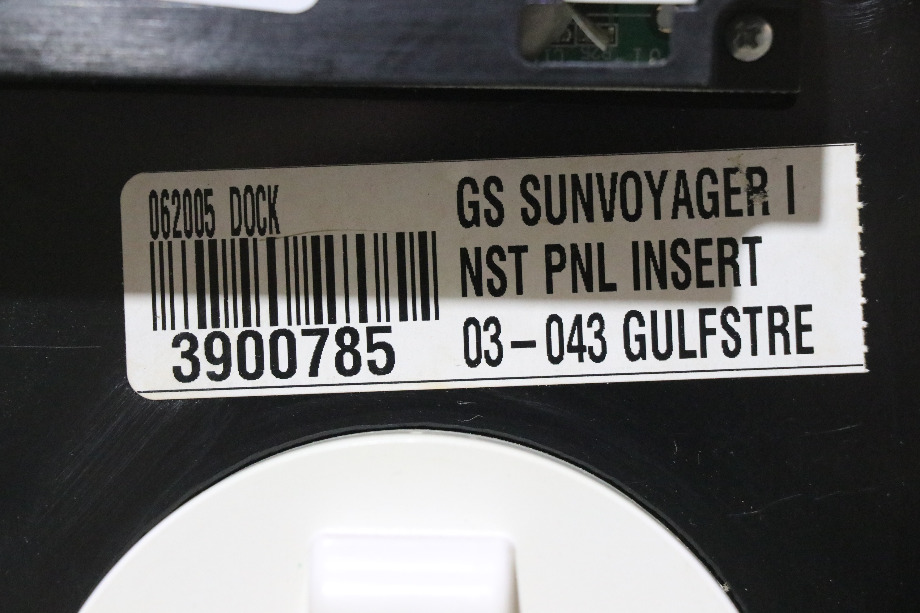 062005 DOCK
3900785
GS SUNVOYAGER I
NST PNL INSERT
03-043 GULFSTRE